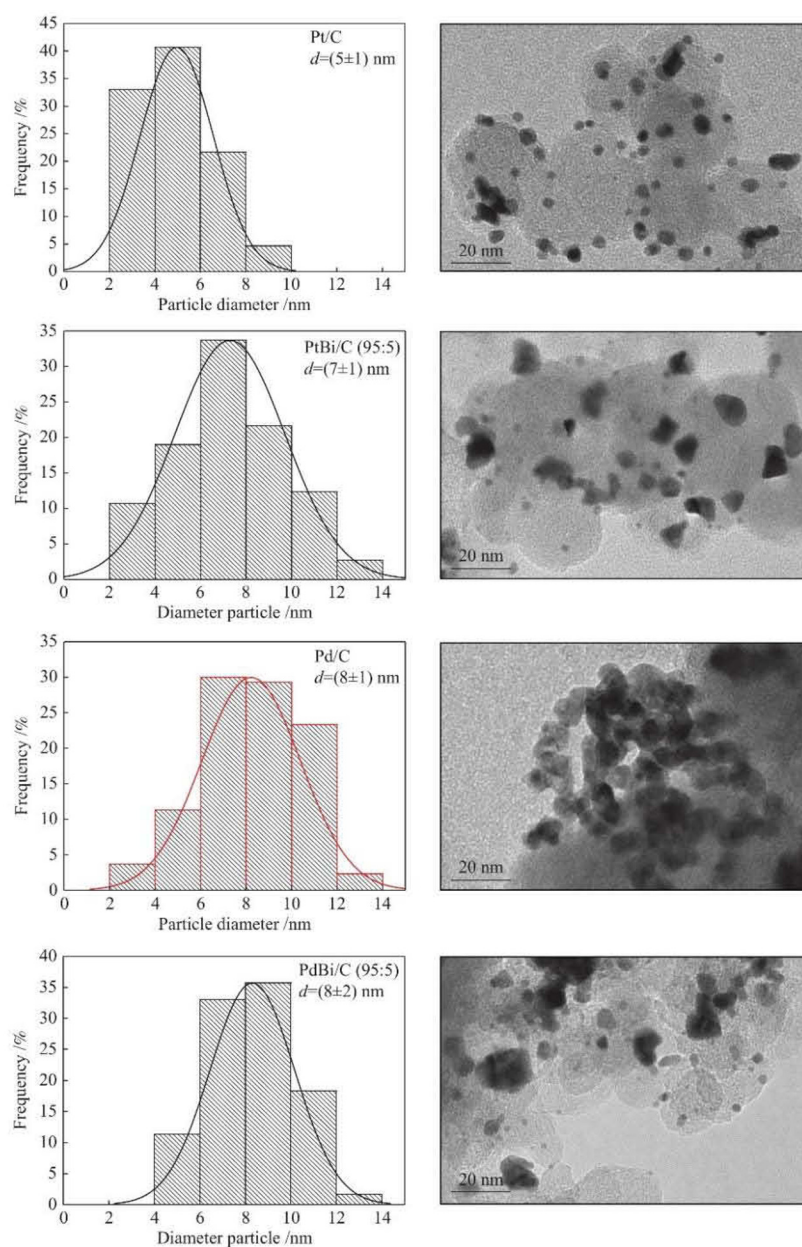 45
40
35
30
25
20
15
10
5
0
Frequency /%
Pt/C
d=(5±1) nm
0 2 4 6 8 10 12 14
Particle diameter /nm
20 nm
35
30
25
20
15
10
5
0
Frequency /%
PtBi/C (95:5)
d=(7±1) nm
0 2 4 6 8 10 12 14
Diameter particle /nm
20 nm
35
30
25
20
15
10
5
0
Frequency /%
Pd/C
d=(8±1) nm
0 2 4 6 8 10 12 14
Particle diameter /nm
20 nm
40
35
30
25
20
15
10
5
0
Frequency /%
PdBi/C (95:5)
d=(8±2) nm
0 2 4 6 8 10 12 14
Diameter particle /nm
20 nm